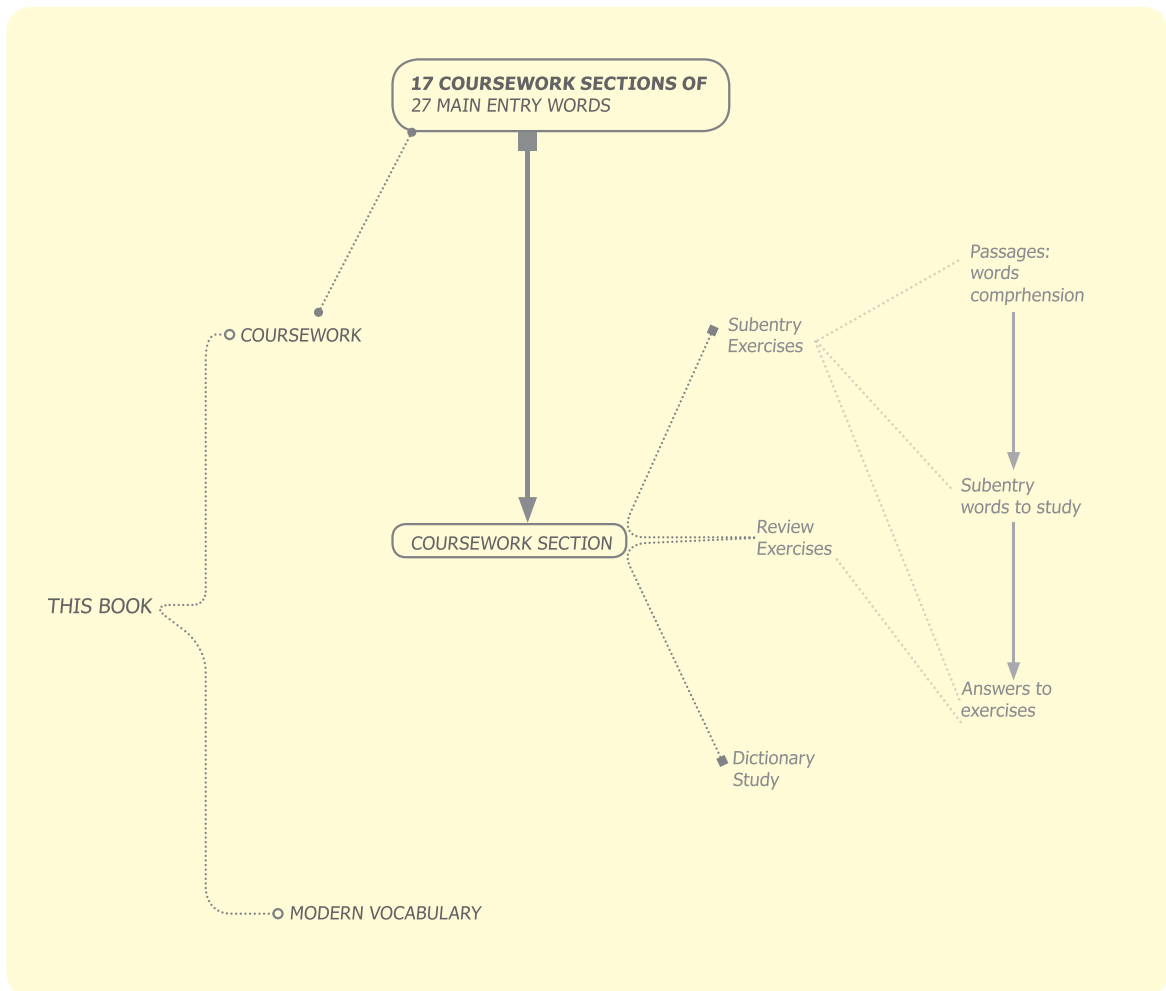 17 COURSEWORK SECTIONS OF
27 MAIN ENTRY WORDS
Passages:
words
comprhension
Subentry
Exercises
COURSEWORK
Subentry
words to study
Review
Exercises
COURSEWORK SECTION
THIS BOOK
Answers to
exercises
Dictionary
Study
MODERN VOCABULARY